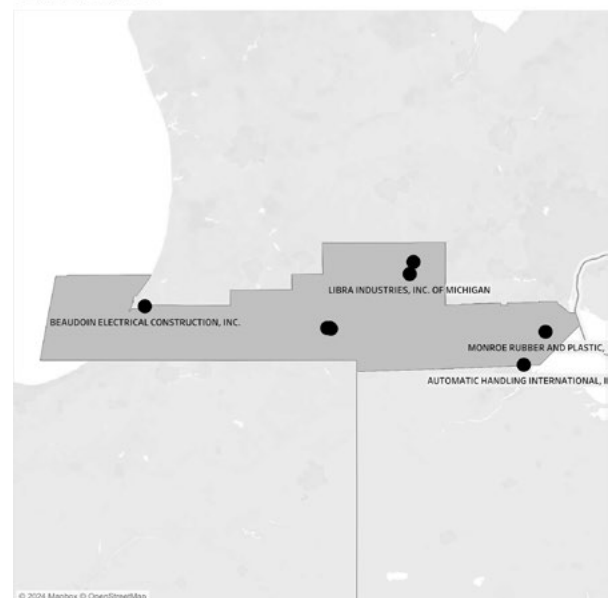 LIBRA INDUSTRIES, INC. OF MICHIGAN
BEAUDOIN ELECTRICAL CONSTRUCTION, INC.
MONROE RUBBER AND PLASTIC,
AUTOMATIC HANDLING INTERNATIONAL,
© 2024 Mapbox © OpenStreetMap